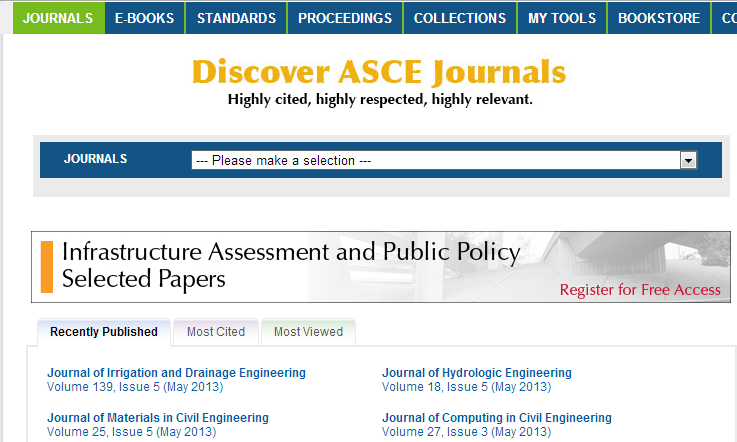 JOURNALS E-BOOKS STANDARDS PROCEEDINGS COLLECTIONS MY TOOLS BOOKSTORE
Discover ASCE Journals
Highly cited, highly respected, highly relevant.
JOURNALS --- Please make a selection ---
Infrastructure Assessment and Public Policy
Selected Papers
Register for Free Access
Recently Published Most Cited Most Viewed
Journal of Irrigation and Drainage Engineering
Volume 139, Issue 5 (May 2013)
Journal of Hydrologic Engineering
Volume 18, Issue 5 (May 2013)
Journal of Materials in Civil Engineering
Volume 25, Issue 5 (May 2013)
Journal of Computing in Civil Engineering
Volume 27, Issue 3 (May 2013)